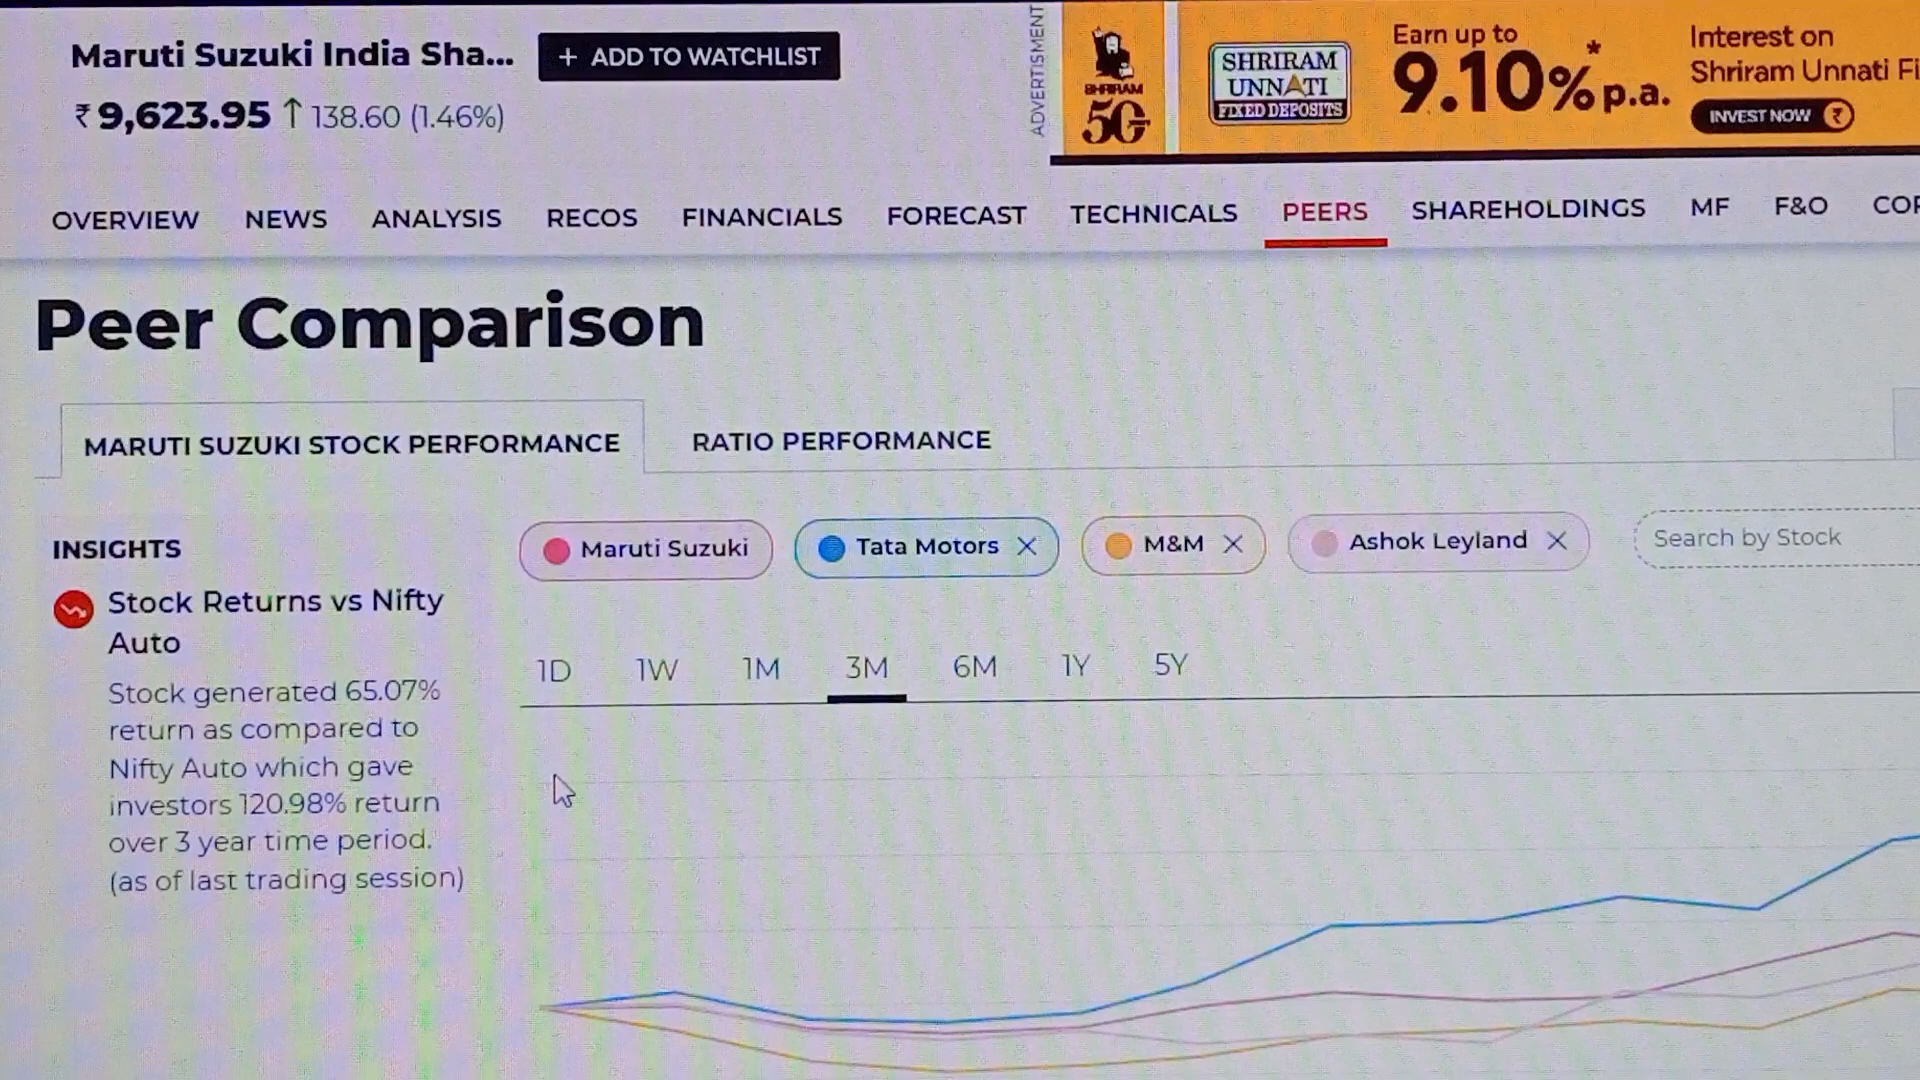 Maruti Suzuki India Sha...
+ ADD TO WATCHLIST
₹ 9,623.95 ↑ 138.60 (1.46%)
ADVERTISMENT
SHRIRAM
50
SHRIRAM
UNNATI
FIXED DEPOSITS
Earn up to
9.10%* p.a.
Interest on
Shriram Unnati Fi
INVEST NOW ₹
OVERVIEW NEWS ANALYSIS RECOS FINANCIALS FORECAST TECHNICALS PEERS SHAREHOLDINGS MF F&O
Peer Comparison
MARUTI SUZUKI STOCK PERFORMANCE RATIO PERFORMANCE
INSIGHTS
Stock Returns vs Nifty
Auto
Stock generated 65.07%
return as compared to
Nifty Auto which gave
investors 120.98% return
over 3 year time period.
(as of last trading session)
Maruti Suzuki Tata Motors × M&M × Ashok Leyland × Search by Stock
1D 1W 1M 3M 6M 1Y 5Y